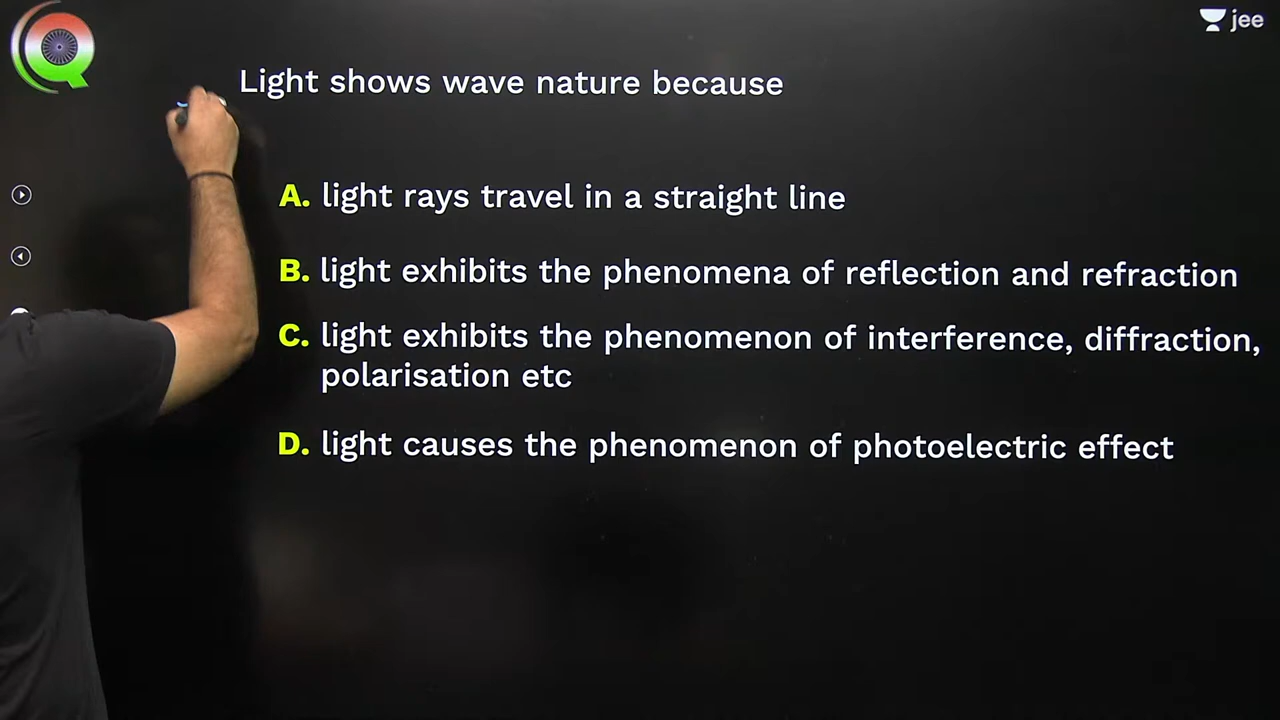 jee
Light shows wave nature because
A. light rays travel in a straight line
B. light exhibits the phenomena of reflection and refraction
C. light exhibits the phenomenon of interference, diffraction,
polarisation etc
D. light causes the phenomenon of photoelectric effect